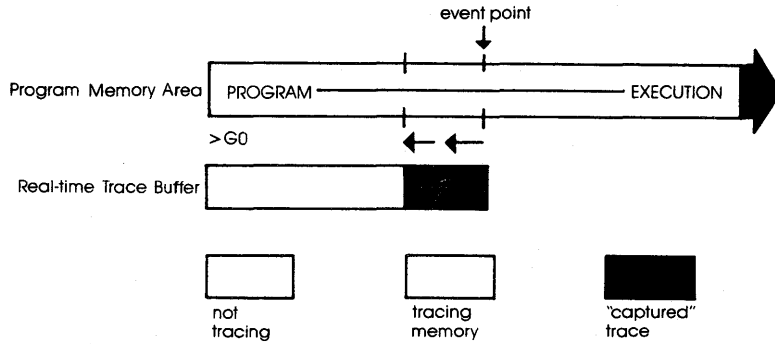 event point
Program Memory Area
PROGRAM
EXECUTION
>G0
Real-time Trace Buffer
not
tracing
tracing
memory
"captured"
trace